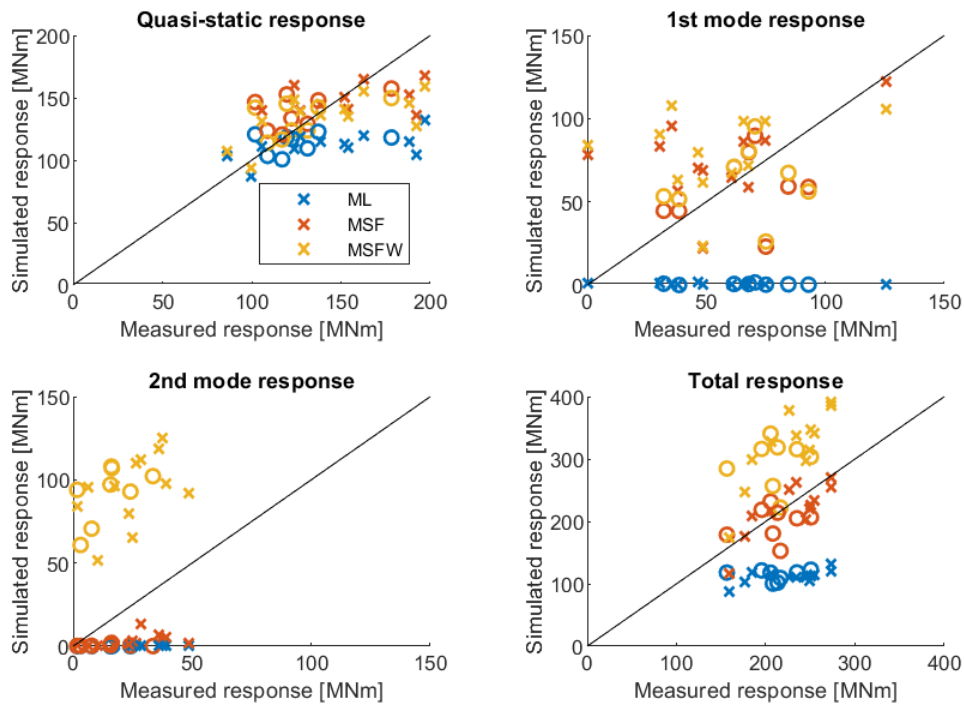 Quasi-static response
200
150
100
50
0
0
50
100
150
200
Simulated response [MNm]
Measured response [MNm]
ML
MSF
MSFW
1st mode response
150
100
50
0
0
50
100
150
Simulated response [MNm]
Measured response [MNm]
2nd mode response
150
100
50
0
0
50
100
150
Simulated response [MNm]
Measured response [MNm]
Total response
400
300
200
100
0
0
100
200
300
400
Simulated response [MNm]
Measured response [MNm]